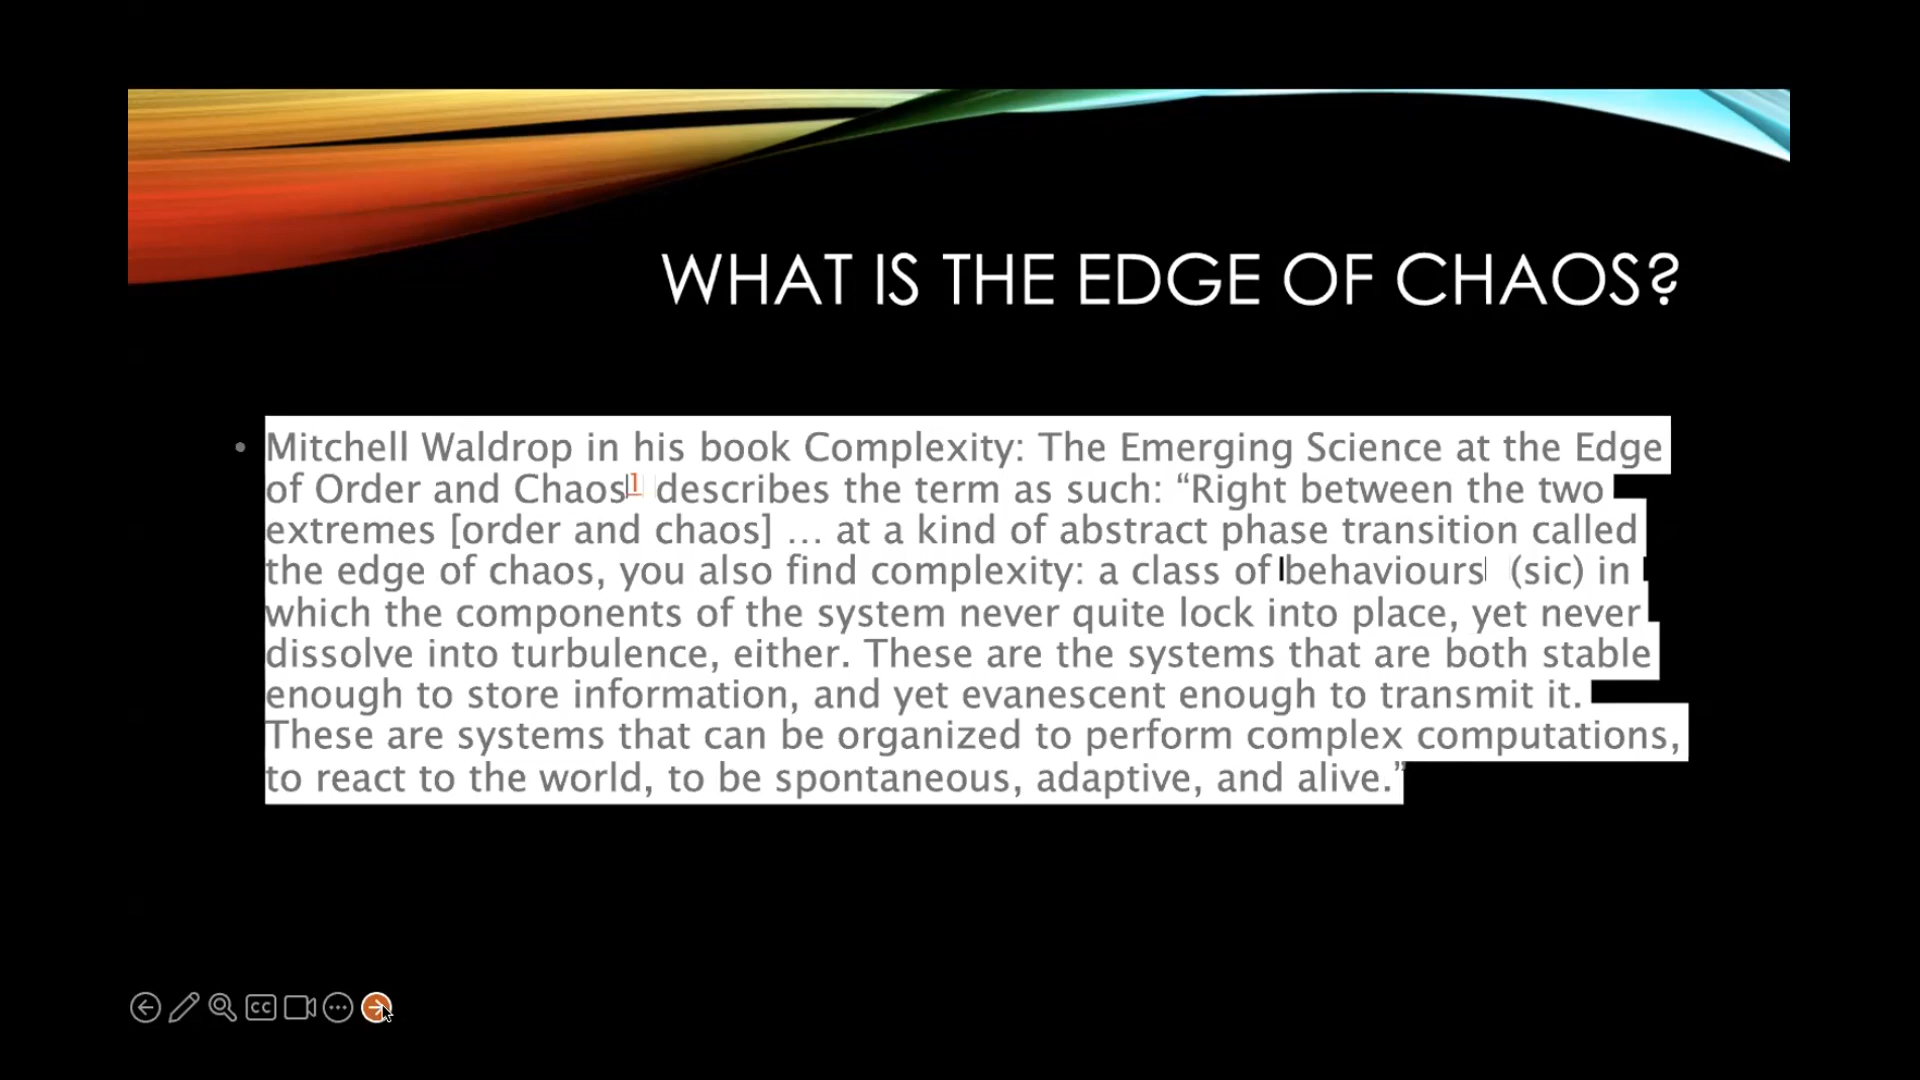 WHAT IS THE EDGE OF CHAOS?
• Mitchell Waldrop in his book Complexity: The Emerging Science at the Edge
of Order and Chaos1 describes the term as such: “Right between the two
extremes [order and chaos] … at a kind of abstract phase transition called
the edge of chaos, you also find complexity: a class of behaviours (sic) in
which the components of the system never quite lock into place, yet never
dissolve into turbulence, either. These are the systems that are both stable
enough to store information, and yet evanescent enough to transmit it.
These are systems that can be organized to perform complex computations,
to react to the world, to be spontaneous, adaptive, and alive.”
CC